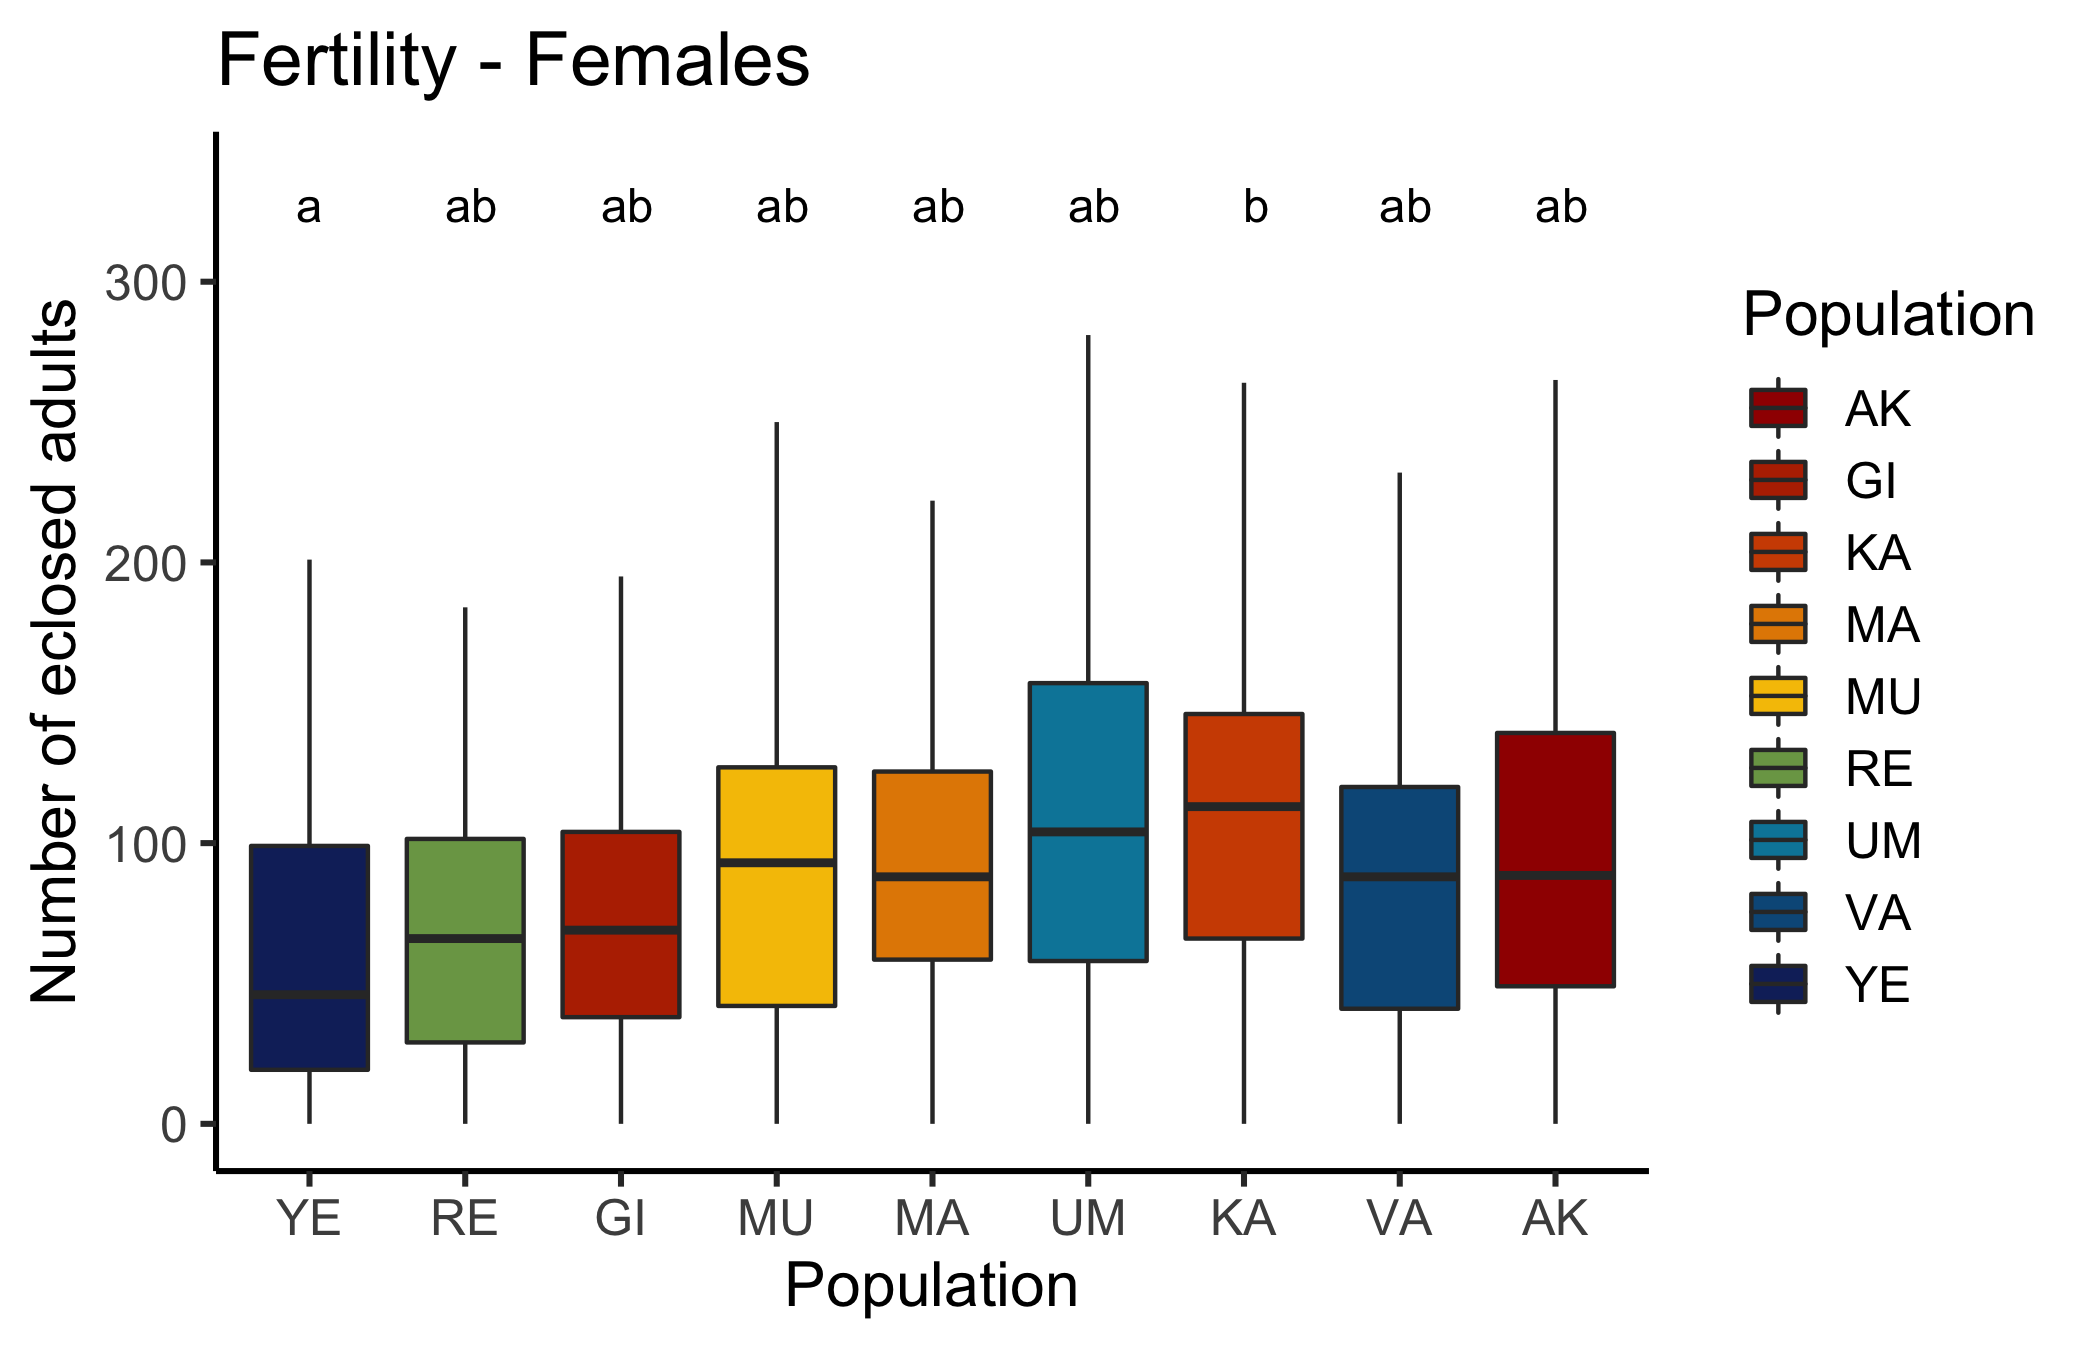 Fertility - Females
a ab ab ab ab ab b ab ab
300
200
100
0
Number of eclosed adults
YE RE GI MU MA UM KA VA AK
Population
Population
AK
GI
KA
MA
MU
RE
UM
VA
YE